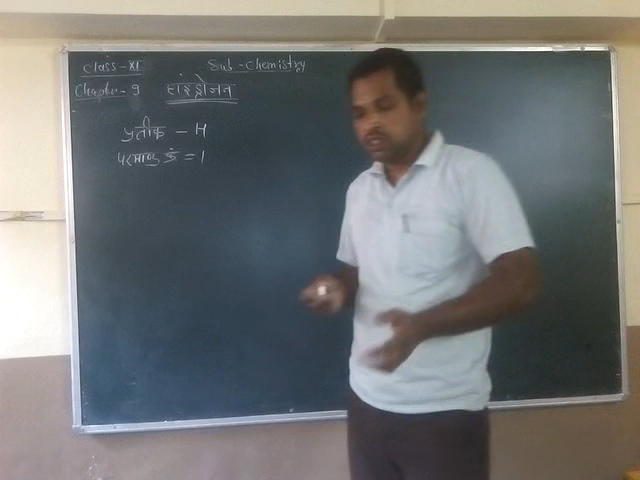 Class-XI Sub-Chemistry
Chapter-9 हाइड्रोजन
प्रतीक - H
परमाणु क्रं = 1